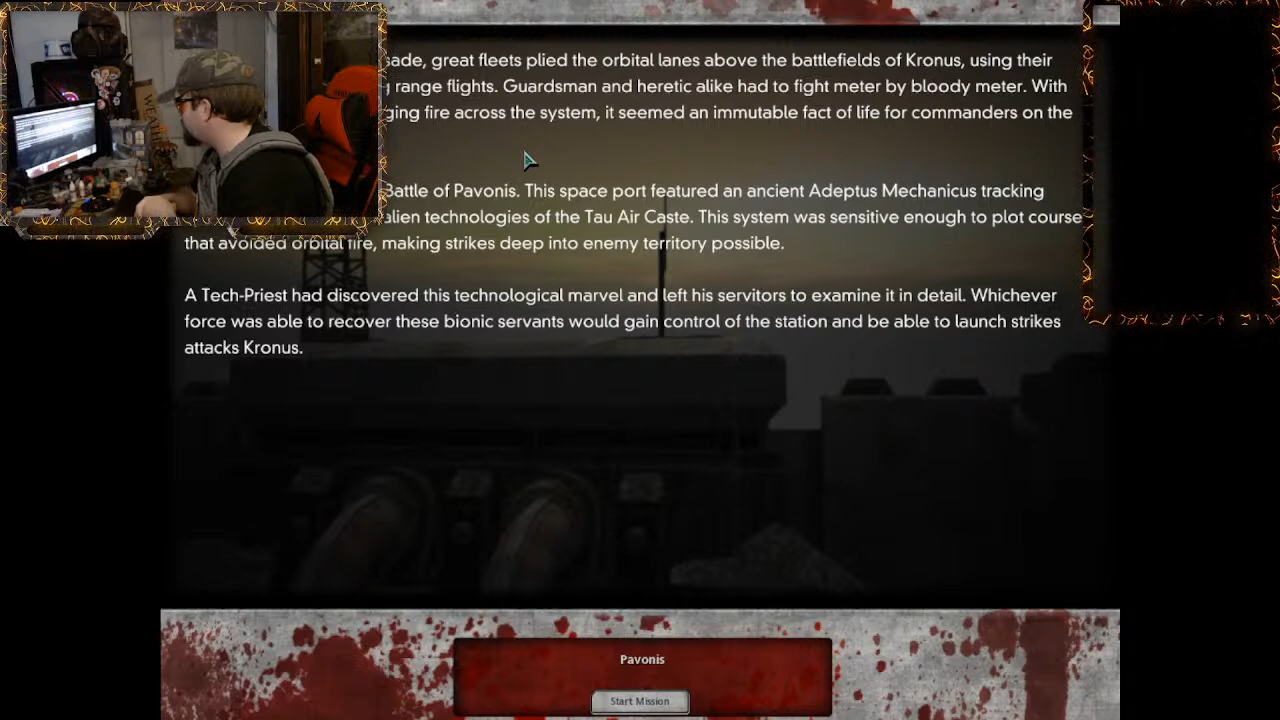 sade, great fleets plied the orbital lanes above the battlefields of Kronus, using their
range flights. Guardsman and heretic alike had to fight meter by bloody meter. With
ging fire across the system, it seemed an immutable fact of life for commanders on the
Battle of Pavonis. This space port featured an ancient Adeptus Mechanicus tracking
alien technologies of the Tau Air Caste. This system was sensitive enough to plot course
that avoided orbital fire, making strikes deep into enemy territory possible.
A Tech-Priest had discovered this technological marvel and left his servitors to examine it in detail. Whichever
force was able to recover these bionic servants would gain control of the station and be able to launch strikes
attacks Kronus.
Pavonis
Start Mission